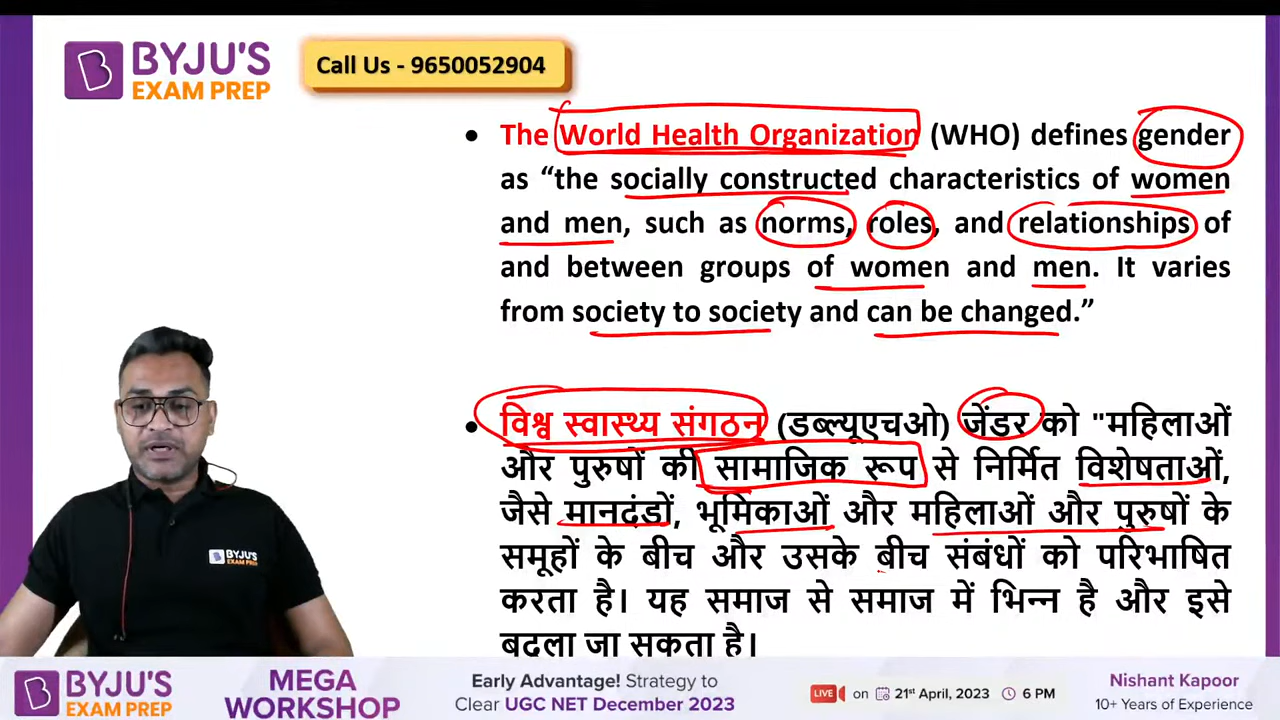 BYJU'S
EXAM PREP
Call Us - 9650052904
• The World Health Organization (WHO) defines gender
as “the socially constructed characteristics of women
and men, such as norms, roles, and relationships of
and between groups of women and men. It varies
from society to society and can be changed.”
• विश्व स्वास्थ्य संगठन (डब्ल्यूएचओ) जेंडर को "महिलाओं
और पुरुषों की सामाजिक रूप से निर्मित विशेषताओं,
जैसे मानदंडों, भूमिकाओं और महिलाओं और पुरुषों के
समूहों के बीच और उसके बीच संबंधों को परिभाषित
करता है। यह समाज से समाज में भिन्न है और इसे
बदला जा सकता है।
BYJU'S
EXAM PREP
BYJU'S
EXAM PREP
MEGA
WORKSHOP
Early Advantage! Strategy to
Clear UGC NET December 2023
LIVE on 21st April, 2023 6 PM
Nishant Kapoor
10+ Years of Experience